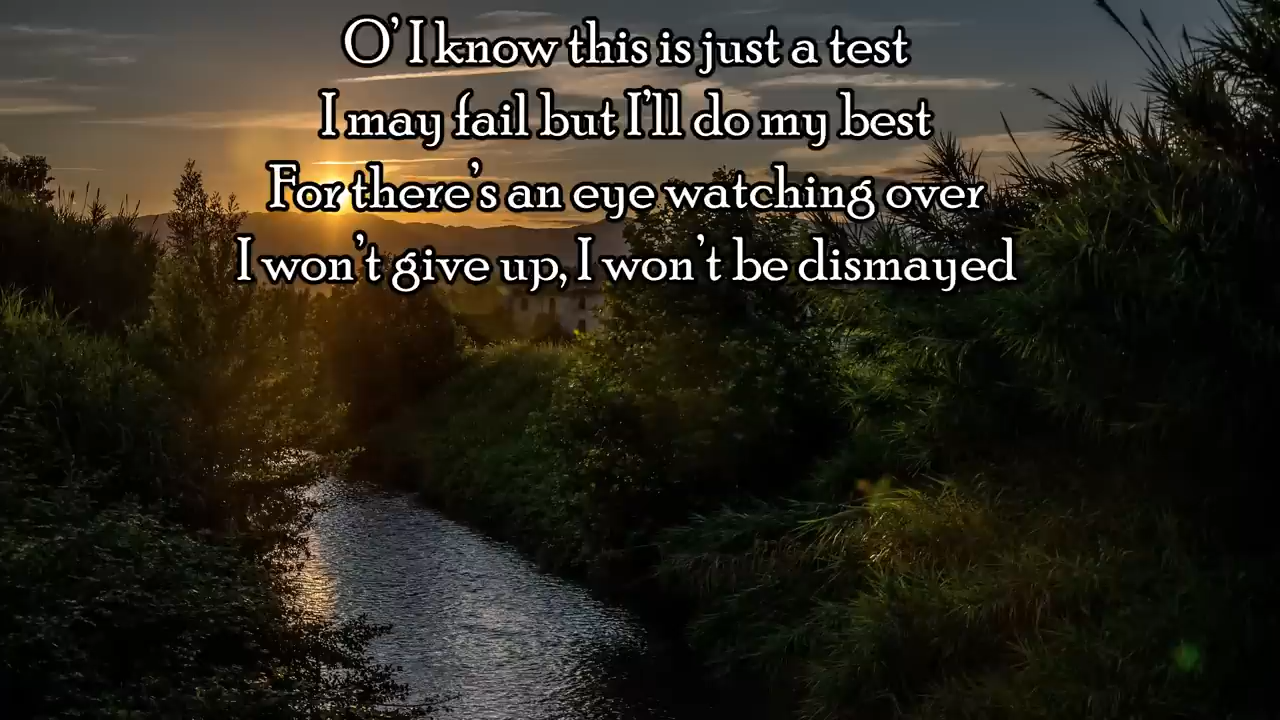 O' I know this is just a test
I may fail but I'll do my best
For there's an eye watching over
I won't give up, I won't be dismayed